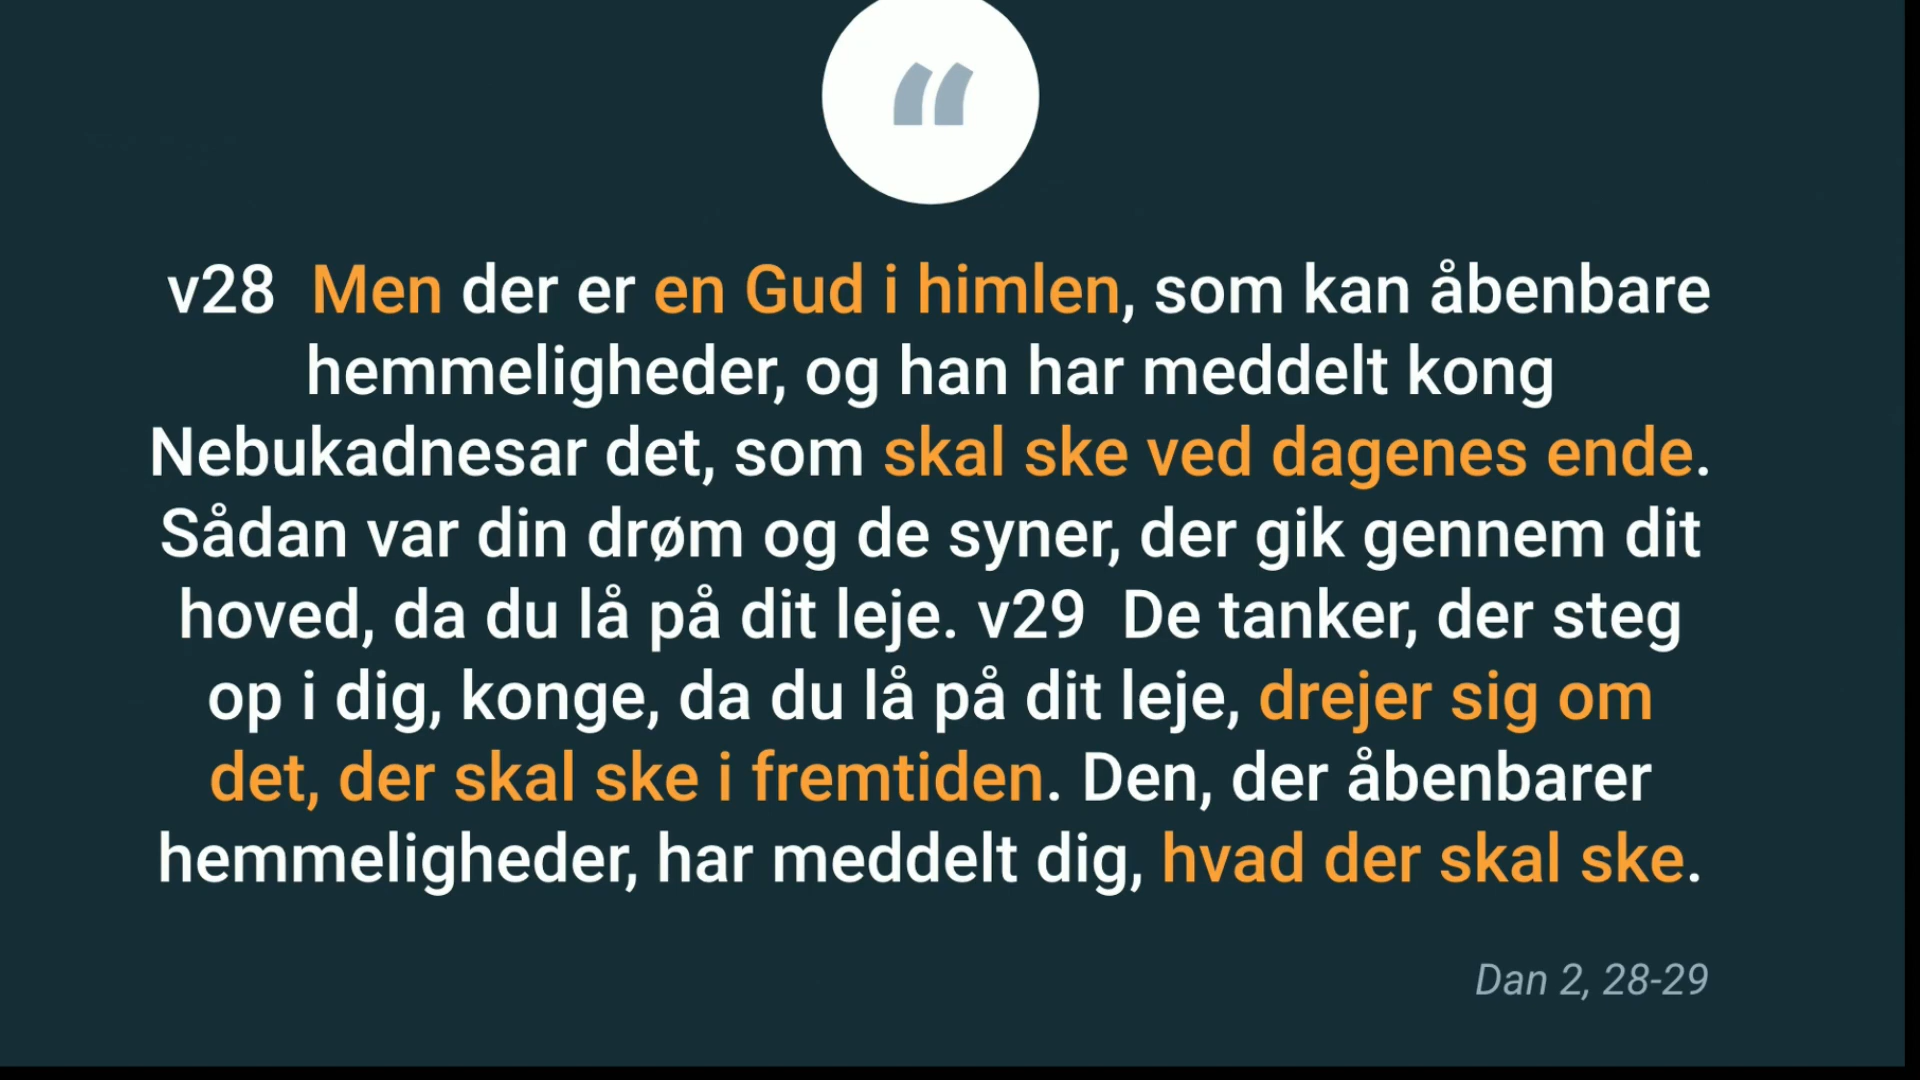 “
v28  Men der er en Gud i himlen, som kan åbenbare
hemmeligheder, og han har meddelt kong
Nebukadnesar det, som skal ske ved dagenes ende.
Sådan var din drøm og de syner, der gik gennem dit
hoved, da du lå på dit leje. v29  De tanker, der steg
op i dig, konge, da du lå på dit leje, drejer sig om
det, der skal ske i fremtiden. Den, der åbenbarer
hemmeligheder, har meddelt dig, hvad der skal ske.
Dan 2, 28-29